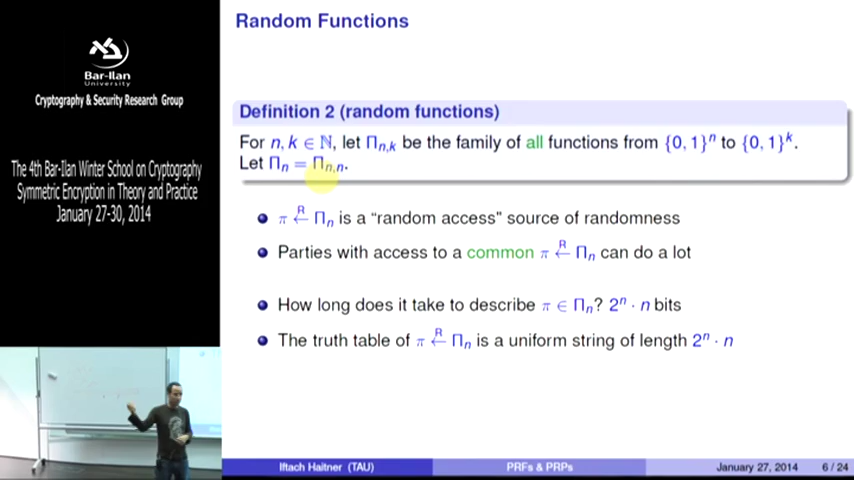 Random Functions
Bar-Ilan
University
Cryptography & Security Research Group
The 4th Bar-Ilan Winter School on Cryptography
Symmetric Encryption in Theory and Practice
January 27-30, 2014
Definition 2 (random functions)
For n, k ∈ ℕ, let Π_{n,k} be the family of all functions from {0, 1}^n to {0, 1}^k.
Let Π_n = Π_{n,n}.
π ←^R Π_n is a “random access” source of randomness
Parties with access to a common π ←^R Π_n can do a lot
How long does it take to describe π ∈ Π_n? 2^n · n bits
The truth table of π ←^R Π_n is a uniform string of length 2^n · n
Iftach Haitner (TAU) PRFs & PRPs January 27, 2014 6 / 24